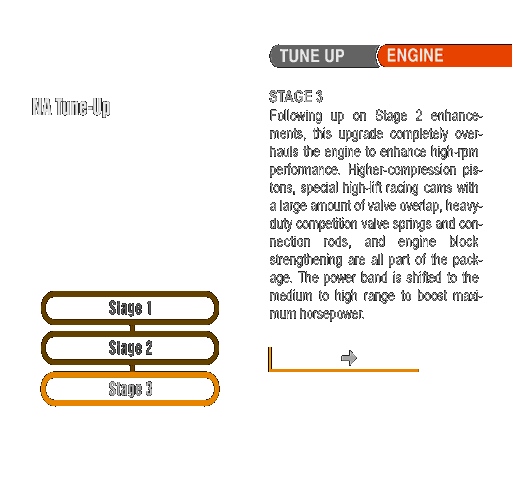 TUNE UP ENGINE
NA Tune-Up
STAGE 3
Following up on Stage 2 enhance-
ments, this upgrade completely over-
hauls the engine to enhance high-rpm
performance. Higher-compression pis-
tons, special high-lift racing cams with
a large amount of valve overlap, heavy-
duty competition valve springs and con-
nection rods, and engine block
strengthening are all part of the pack-
age. The power band is shifted to the
medium to high range to boost maxi-
mum horsepower.
Stage 1
Stage 2
Stage 3